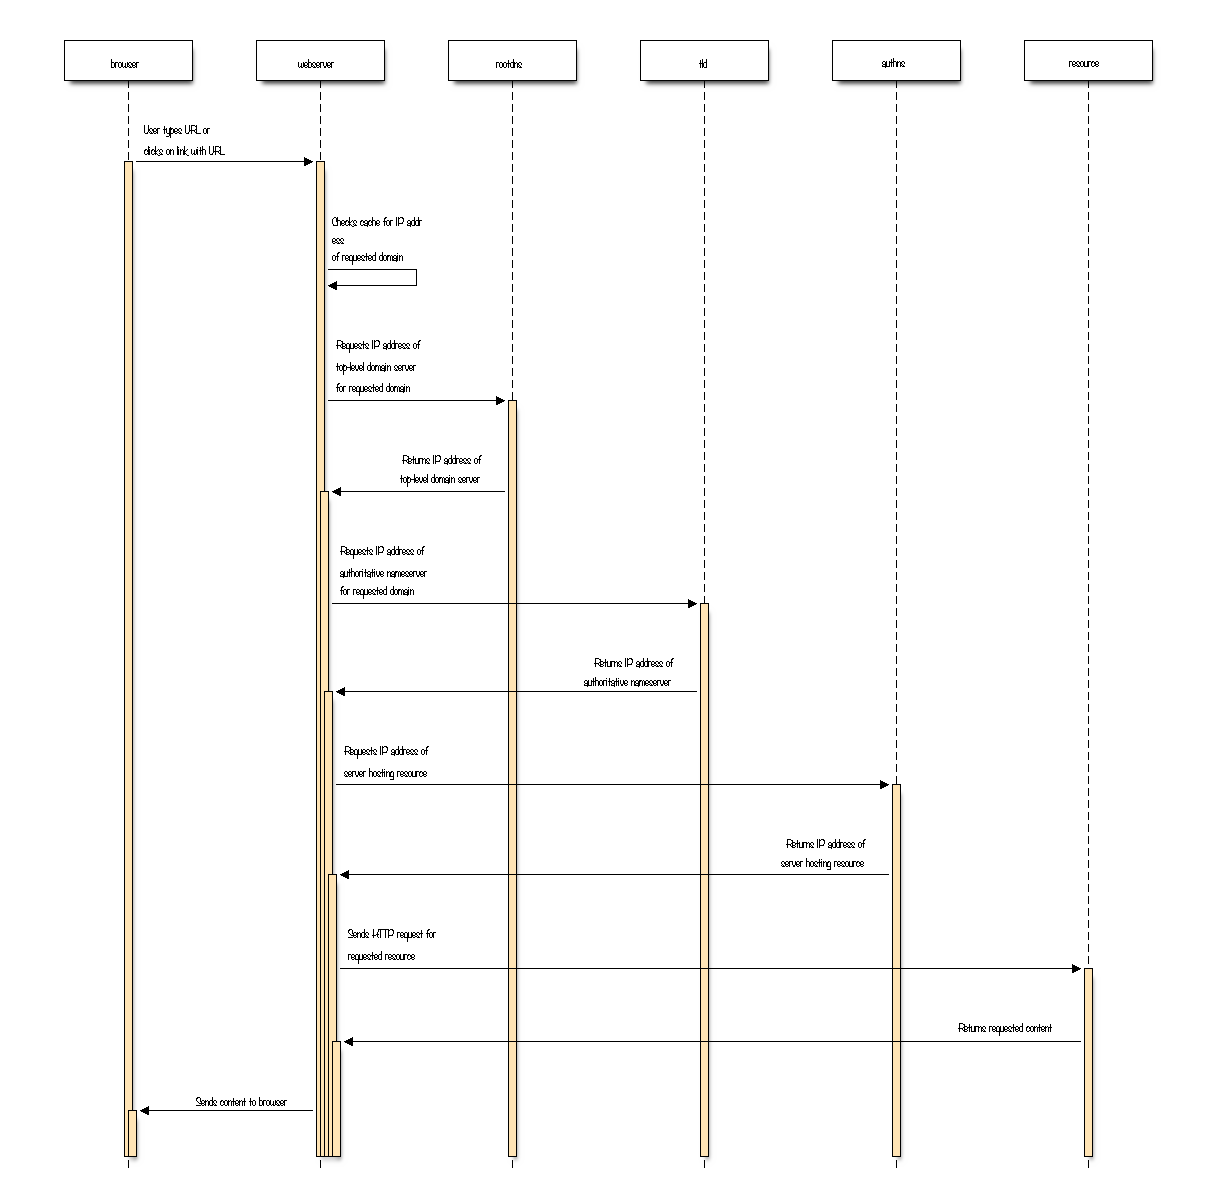 browser
webserver
rootdns
tld
authns
resource
User types URL or
clicks on link with URL
Checks cache for IP addr
ess
of requested domain
Requests IP address of
top-level domain server
for requested domain
Returns IP address of
top-level domain server
Requests IP address of
authoritative nameserver
for requested domain
Returns IP address of
authoritative nameserver
Requests IP address of
server hosting resource
Returns IP address of
server hosting resource
Sends HTTP request for
requested resource
Returns requested content
Sends content to browser